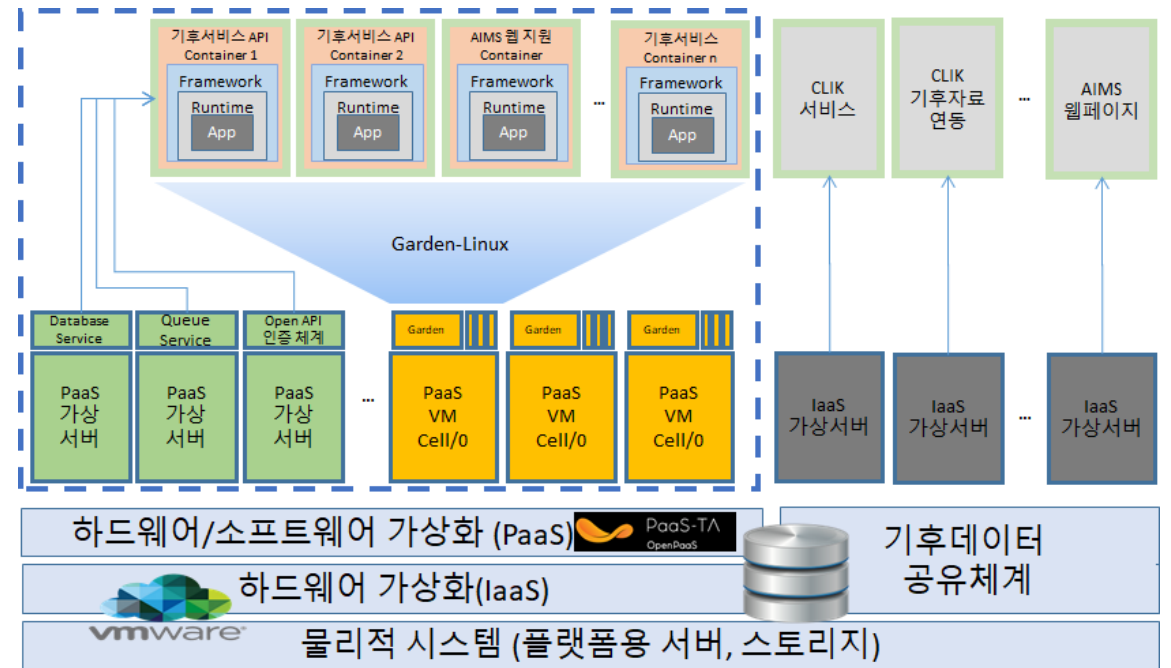 기후서비스 API
Container 1
Framework
Runtime
App
기후서비스 API
Container 2
Framework
Runtime
App
AIMS 웹 지원
Container
Framework
Runtime
App
...
기후서비스
Container n
Framework
Runtime
App
CLIK
서비스
CLIK
기후자료
연동
...
AIMS
웹페이지
Garden-Linux
Database
Service
Queue
Service
Open API
인증 체계
Garden
Garden
Garden
PaaS
가상
서버
PaaS
가상
서버
PaaS
가상
서버
...
PaaS
VM
Cell/0
PaaS
VM
Cell/0
PaaS
VM
Cell/0
IaaS
가상서버
IaaS
가상서버
...
IaaS
가상서버
하드웨어/소프트웨어 가상화 (PaaS)
PaaS-TA
OpenPaaS
기후데이터
공유체계
하드웨어 가상화(IaaS)
vmware
물리적 시스템 (플랫폼용 서버, 스토리지)